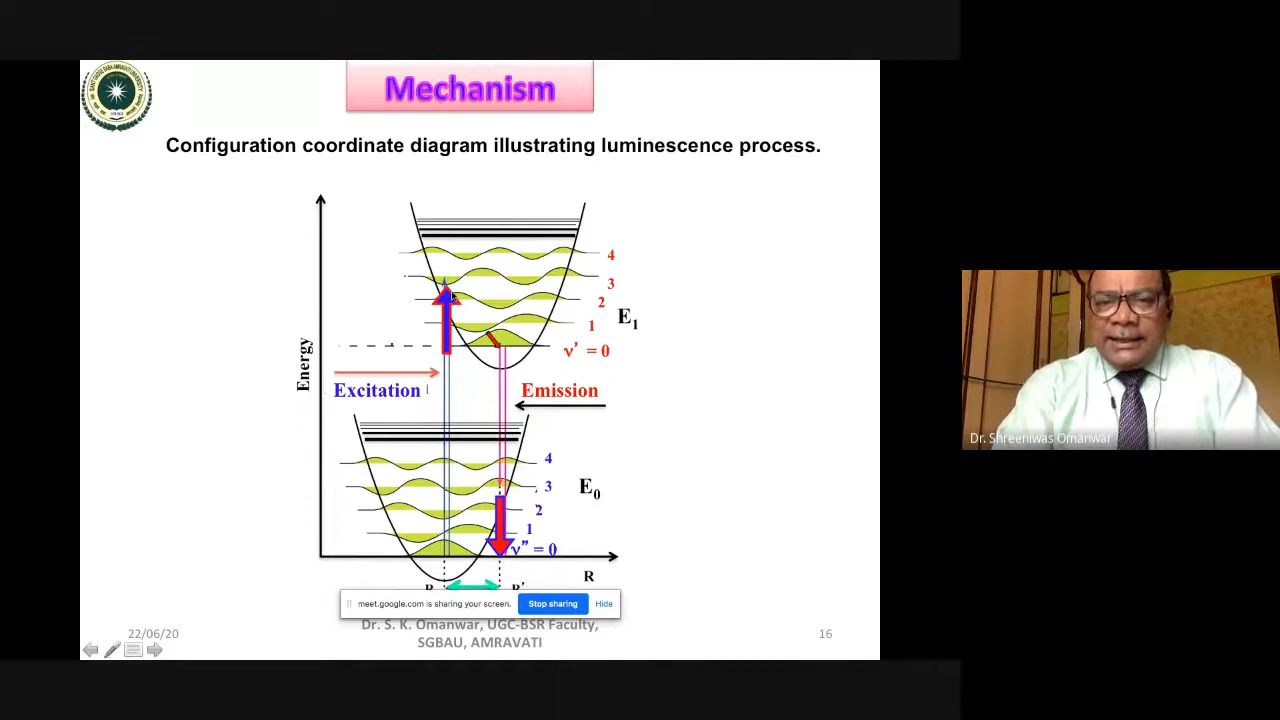 Mechanism
Configuration coordinate diagram illustrating luminescence process.
4
3
2
1
E1
ν’ = 0
Energy
Excitation
Emission
4
3
2
1
E0
ν” = 0
R
R’
meet.google.com is sharing your screen.
Stop sharing
Hide
22/06/20
Dr. S. K. Omanwar, UGC-BSR Faculty,
SGBAU, AMRAVATI
16
Dr. Shreeniwas Omanwar